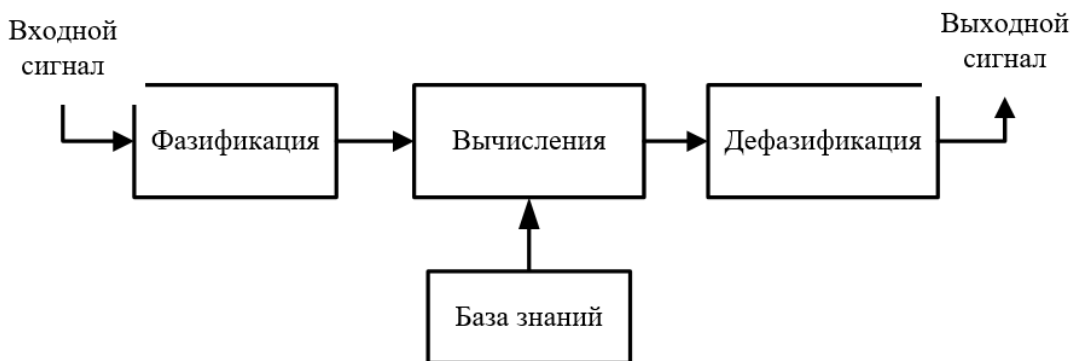 Входной
сигнал
Выходной
сигнал
Фазификация
Вычисления
Дефазификация
База знаний